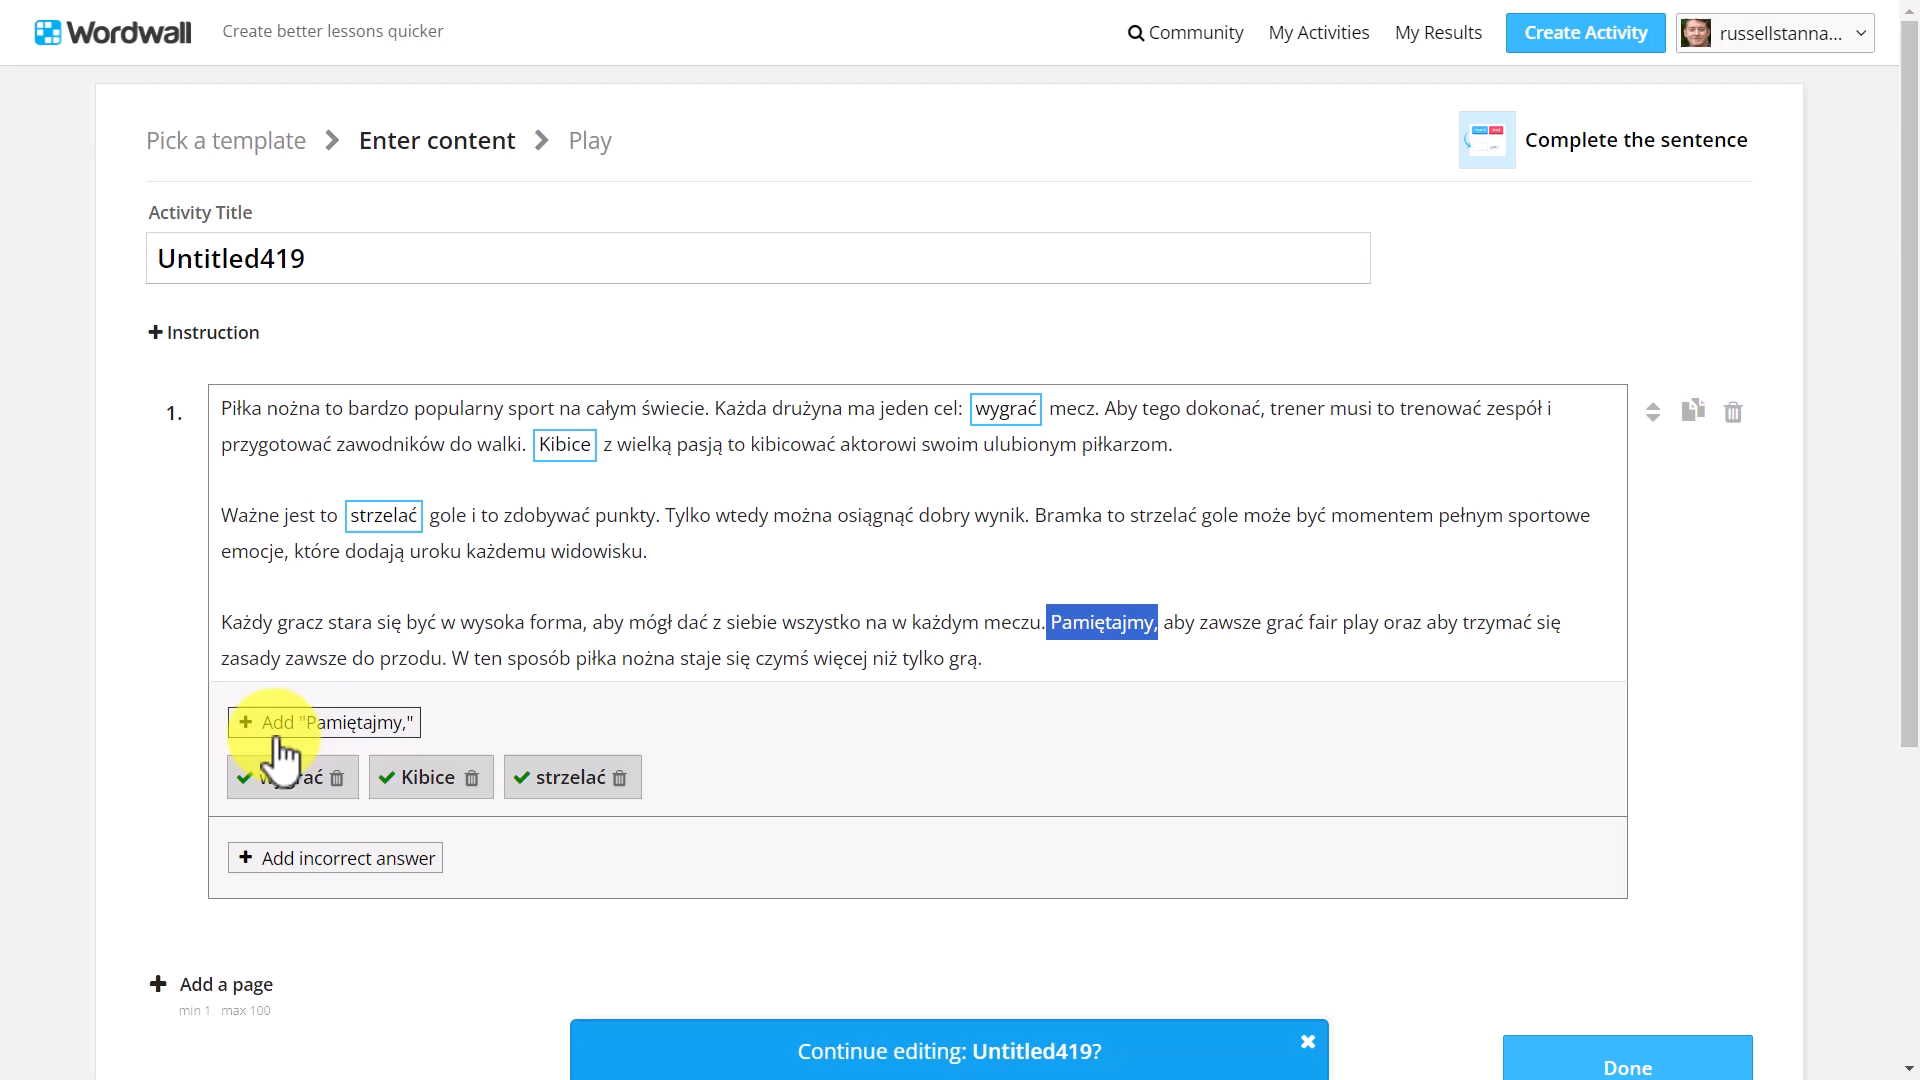 Wordwall
Create better lessons quicker
Community
My Activities
My Results
Create Activity
russellstanna...
Pick a template
Enter content
Play
Complete the sentence
Activity Title
Untitled419
Instruction
1.
Piłka nożna to bardzo popularny sport na całym świecie. Każda drużyna ma jeden cel: wygrać mecz. Aby tego dokonać, trener musi to trenować zespół i
przygotować zawodników do walki. Kibice z wielką pasją to kibicować aktorowi swoim ulubionym piłkarzom.
Ważne jest to strzelać gole i to zdobywać punkty. Tylko wtedy można osiągnąć dobry wynik. Bramka to strzelać gole może być momentem pełnym sportowe
emocje, które dodają uroku każdemu widowisku.
Każdy gracz stara się być w wysoka forma, aby mógł dać z siebie wszystko na w każdym meczu. Pamiętajmy, aby zawsze grać fair play oraz aby trzymać się
zasady zawsze do przodu. W ten sposób piłka nożna staje się czymś więcej niż tylko grą.
Add "Pamiętajmy,"
Kibice strzelać
Add incorrect answer
Add a page
min 1 max 100
Continue editing: Untitled419?
Done